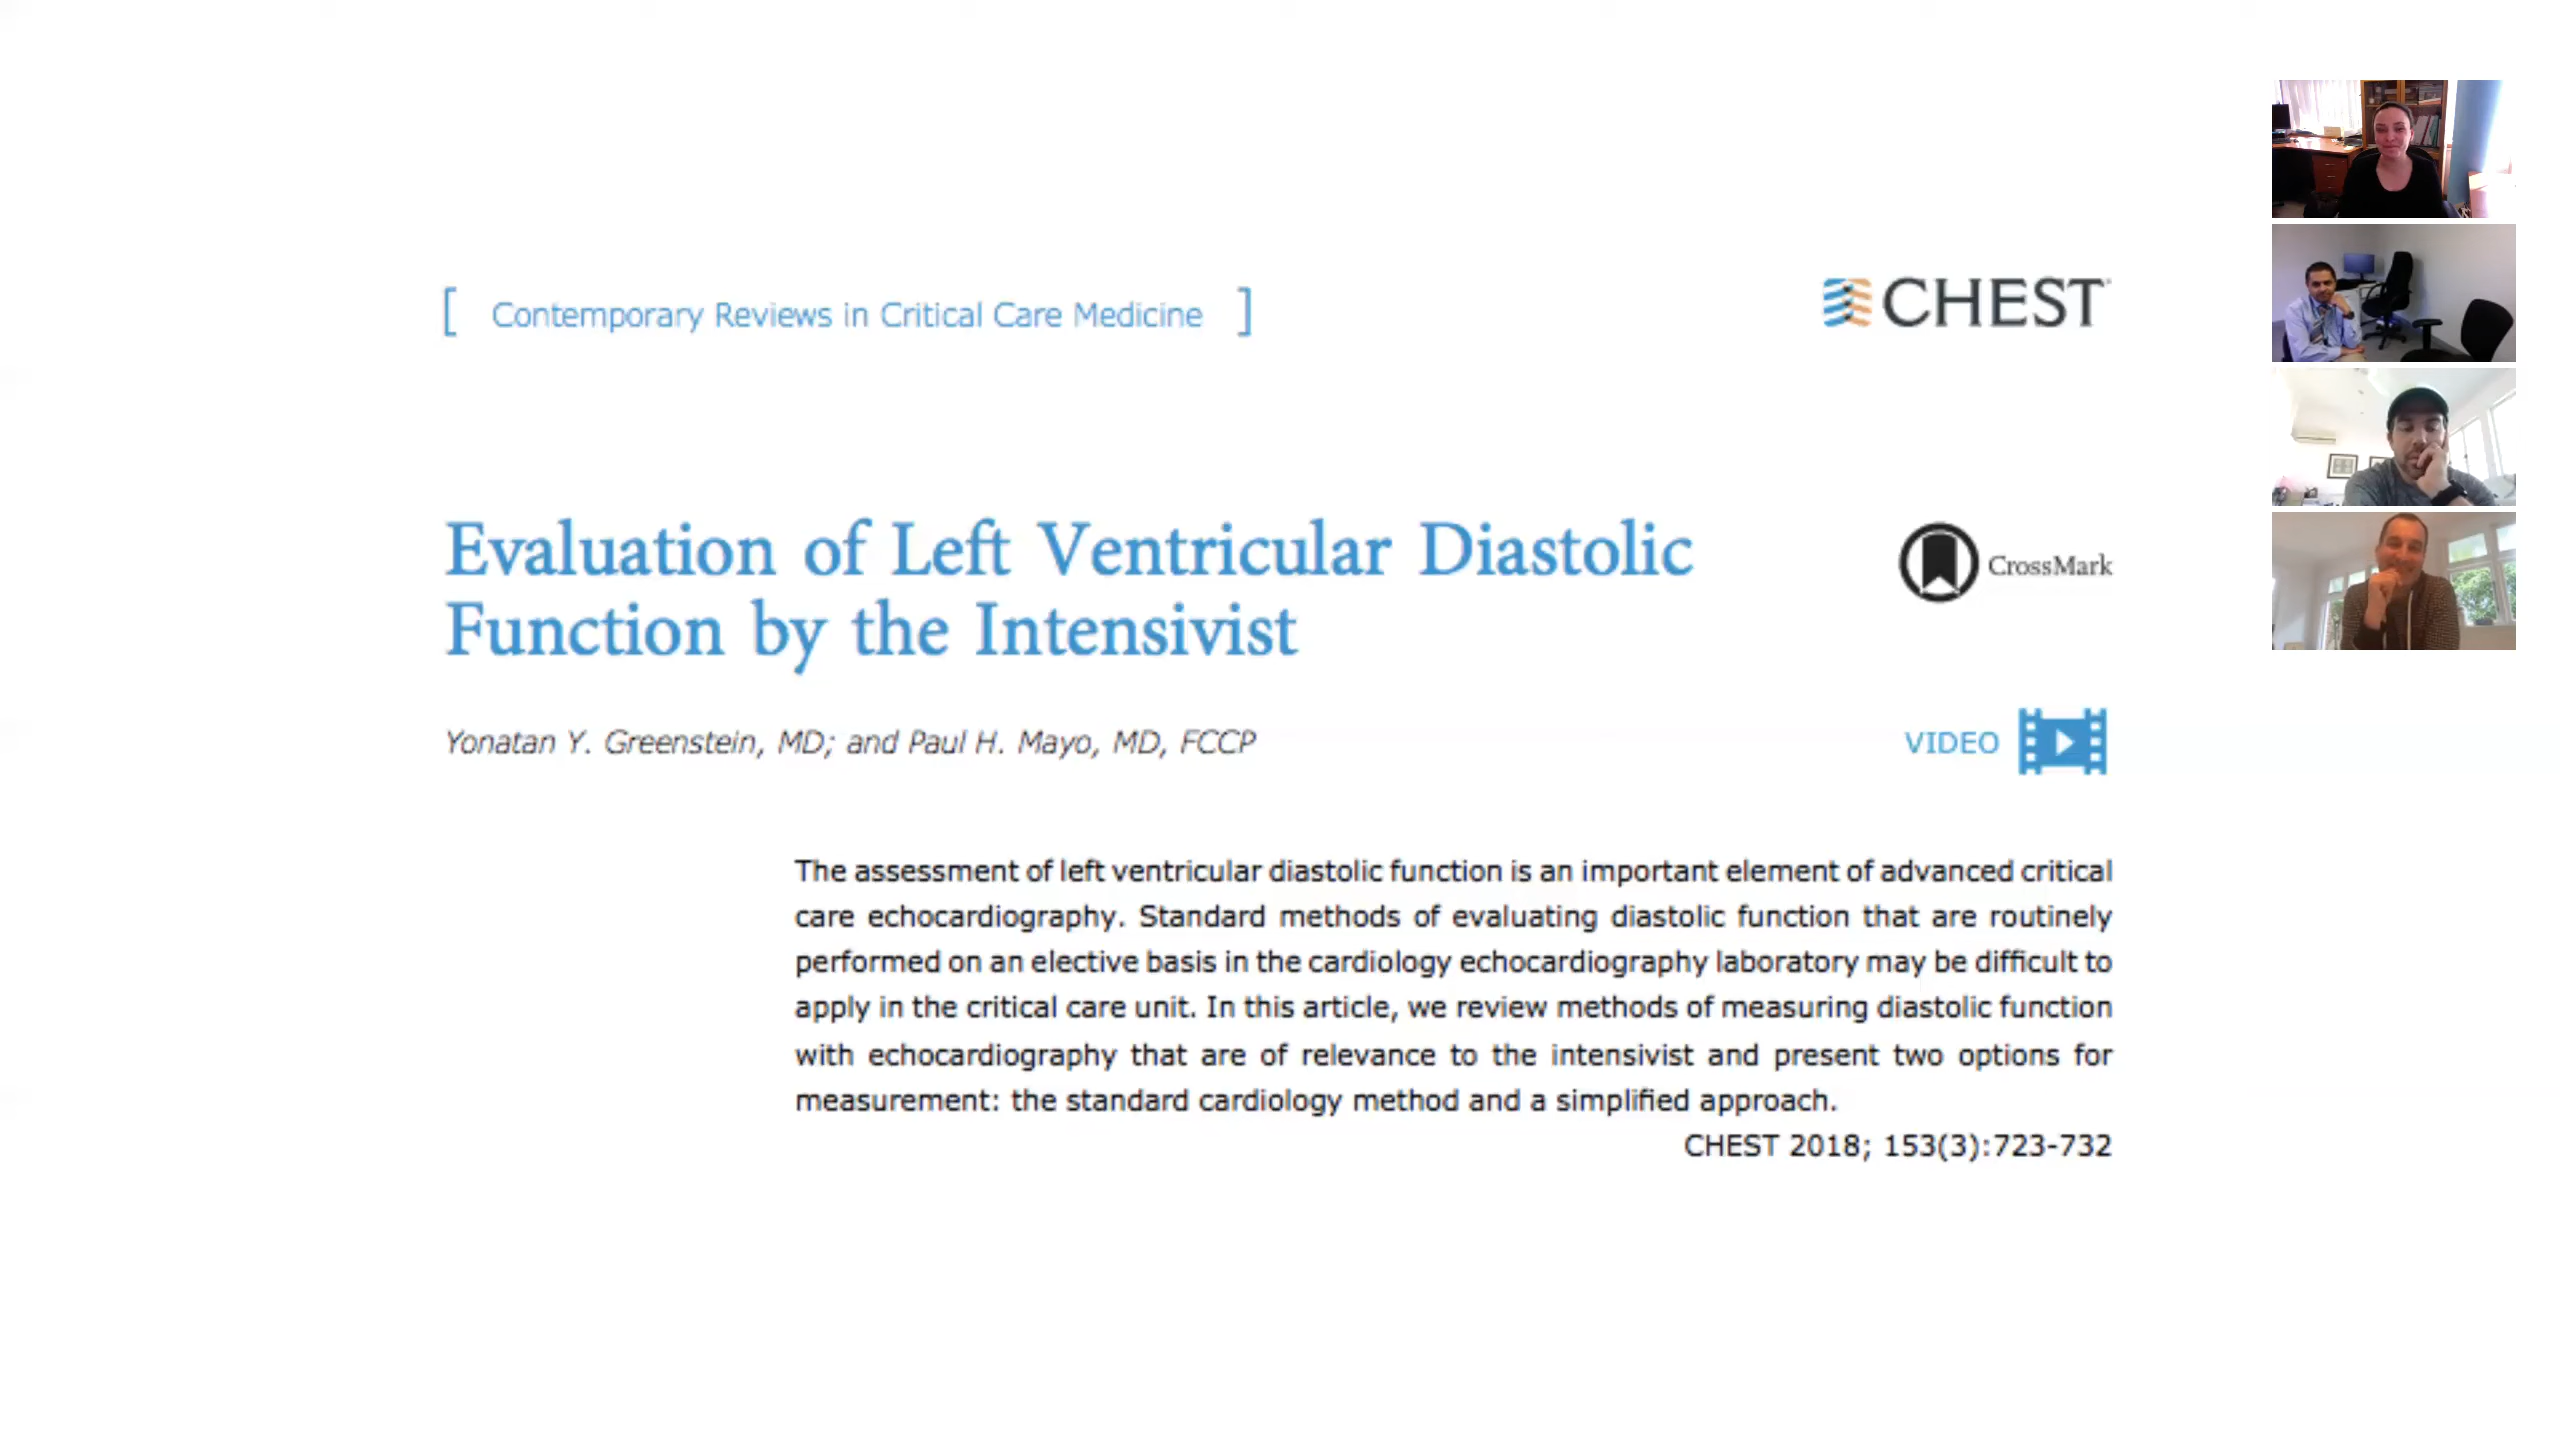 [ Contemporary Reviews in Critical Care Medicine ]
CHEST
Evaluation of Left Ventricular Diastolic
Function by the Intensivist
CrossMark
Yonatan Y. Greenstein, MD; and Paul H. Mayo, MD, FCCP
VIDEO
The assessment of left ventricular diastolic function is an important element of advanced critical
care echocardiography. Standard methods of evaluating diastolic function that are routinely
performed on an elective basis in the cardiology echocardiography laboratory may be difficult to
apply in the critical care unit. In this article, we review methods of measuring diastolic function
with echocardiography that are of relevance to the intensivist and present two options for
measurement: the standard cardiology method and a simplified approach.
CHEST 2018; 153(3):723-732